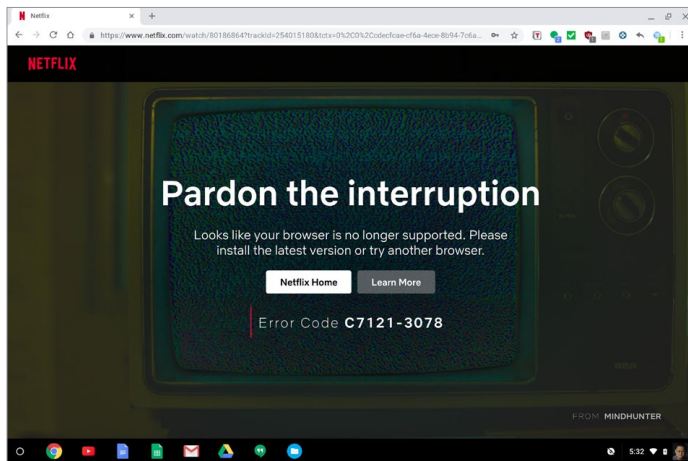 Netflix
https://www.netflix.com/watch/80186864?trackId=254015180&tctx=0%2C0%2Ccdecfcae-cf6a-4ece-8b94-7c6a...
NETFLIX
Pardon the interruption
Looks like your browser is no longer supported. Please
install the latest version or try another browser.
Netflix Home
Learn More
Error Code C7121-3078
FROM MINDHUNTER
5:32